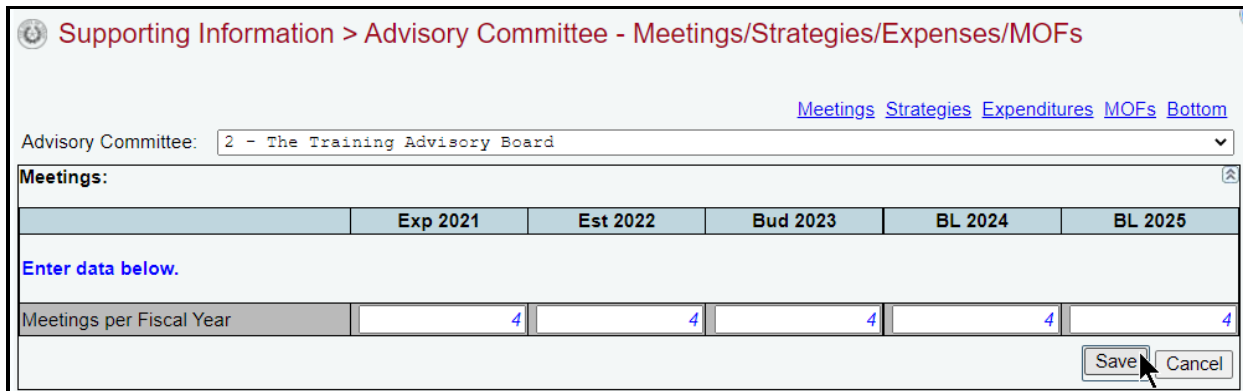 Supporting Information > Advisory Committee - Meetings/Strategies/Expenses/MOFs
Meetings Strategies Expenditures MOFs Bottom
Advisory Committee: 2 - The Training Advisory Board
Meetings:
Exp 2021 Est 2022 Bud 2023 BL 2024 BL 2025
Enter data below.
Meetings per Fiscal Year 4 4 4 4 4
Save Cancel